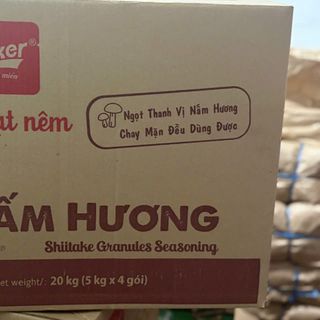 ker®
ạt nêm
Ngọt Thanh Vị Nấm Hương
Chay Mặn Đều Dùng Được
ẤM HƯƠNG
Shiitake Granules Seasoning
et weight/: 20 kg (5 kg x 4 gói)